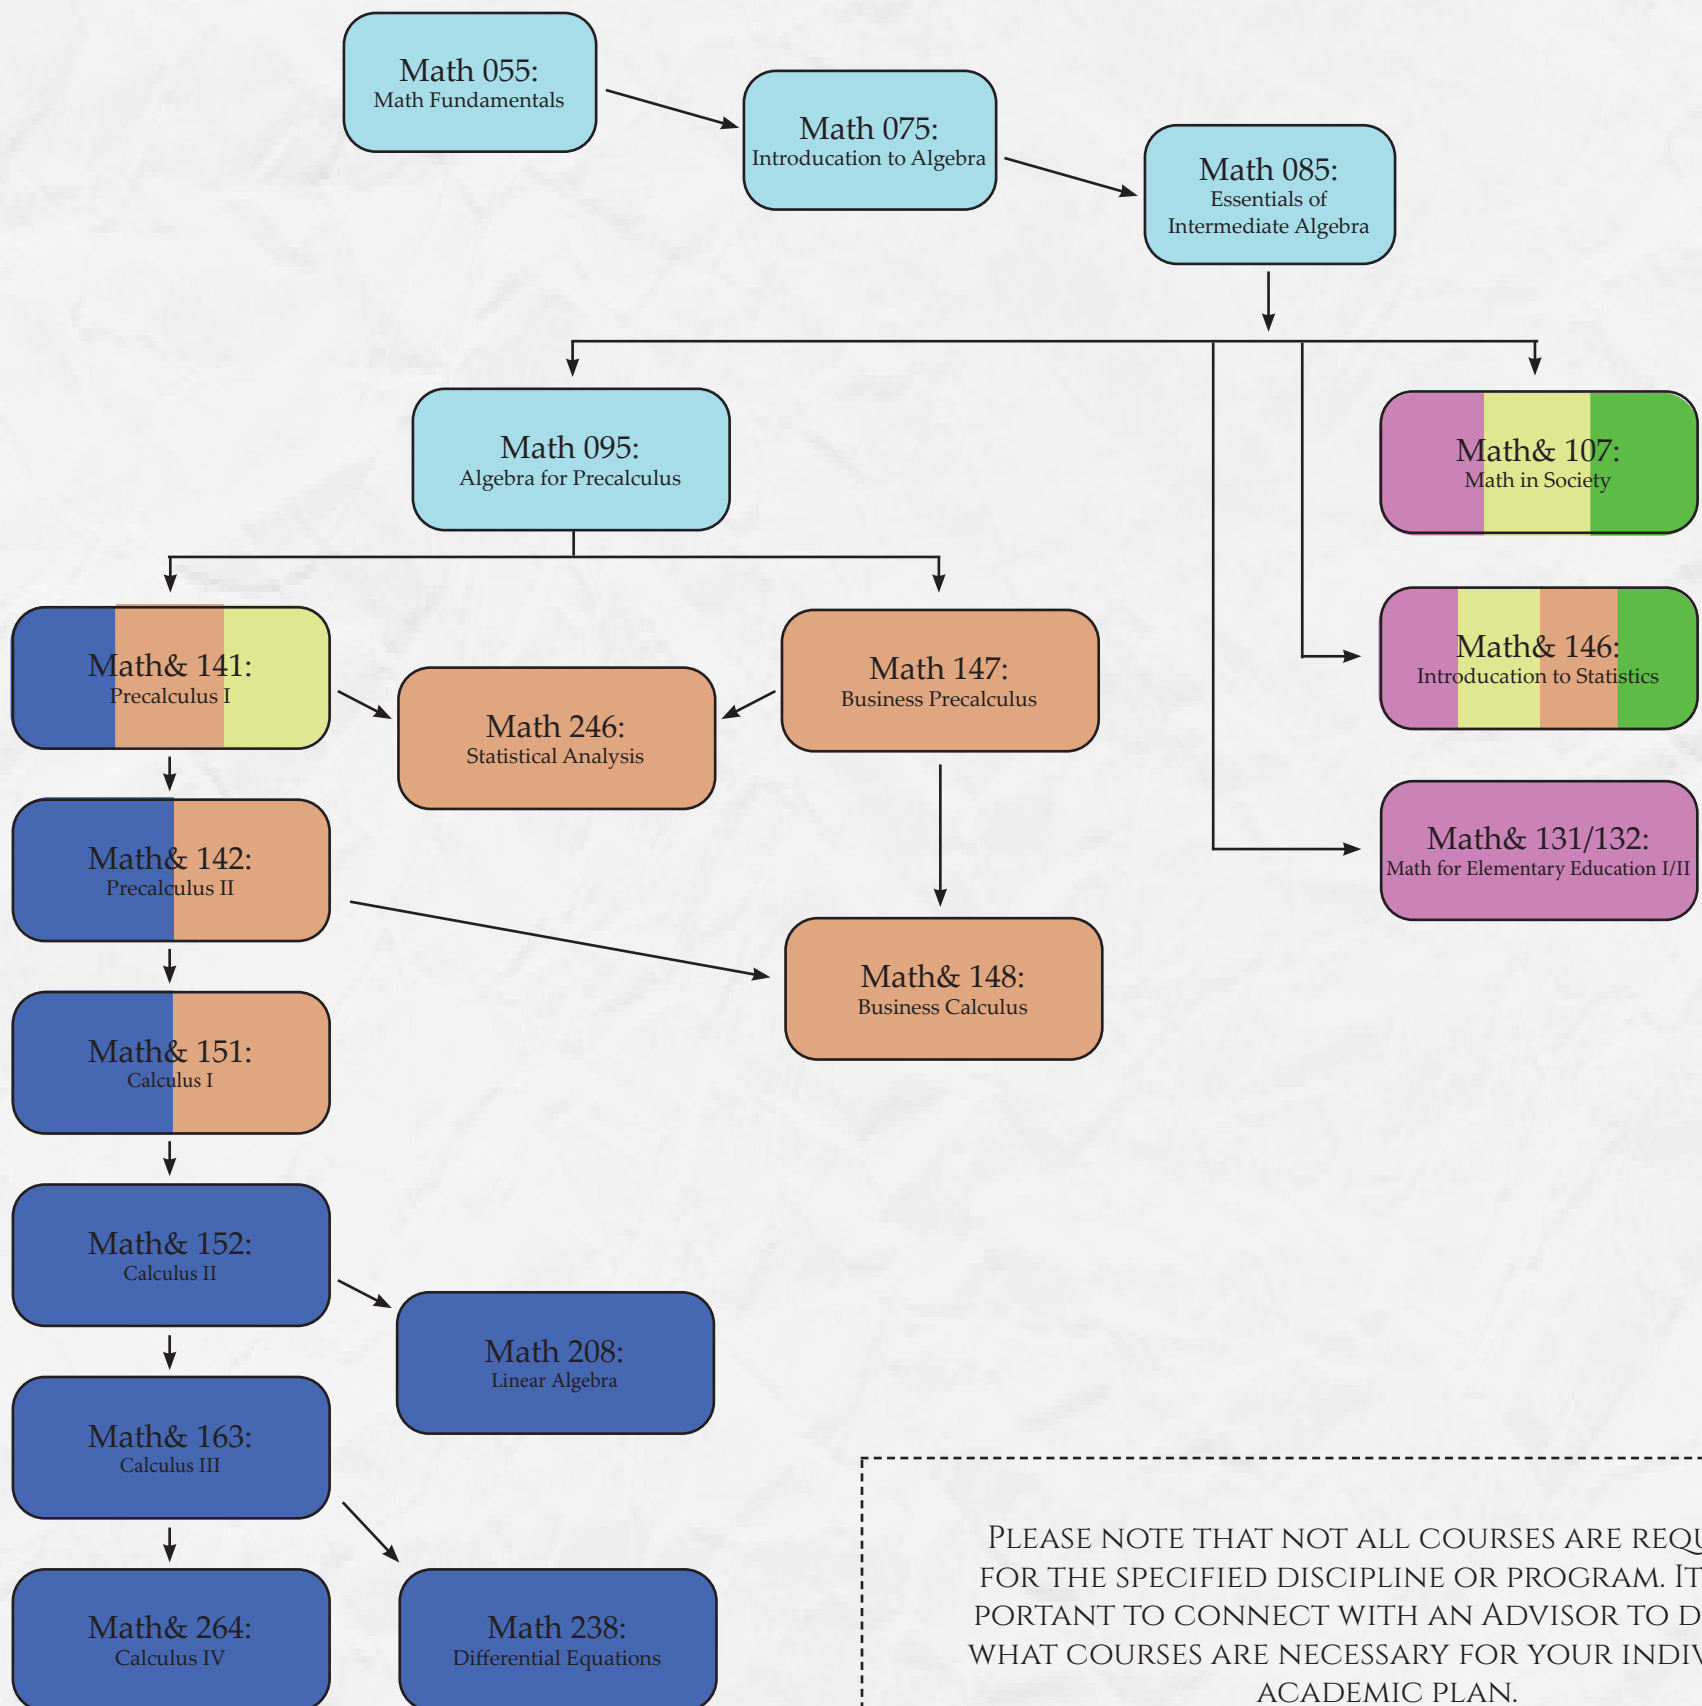 Math 055:
Math Fundamentals
Math 075:
Introducation to Algebra
Math 085:
Essentials of
Intermediate Algebra
Math 095:
Algebra for Precalculus
Math& 107:
Math in Society
Math& 141:
Precalculus I
Math 246:
Statistical Analysis
Math 147:
Business Precalculus
Math& 146:
Introducation to Statistics
Math& 142:
Precalculus II
Math& 131/132:
Math for Elementary Education I/II
Math& 148:
Business Calculus
Math& 151:
Calculus I
Math& 152:
Calculus II
Math 208:
Linear Algebra
Math& 163:
Calculus III
Math& 264:
Calculus IV
Math 238:
Differential Equations
Please note that not all courses are
for the specified discipline or program. It
portant to connect with an Advisor to
what courses are necessary for your
academic plan.